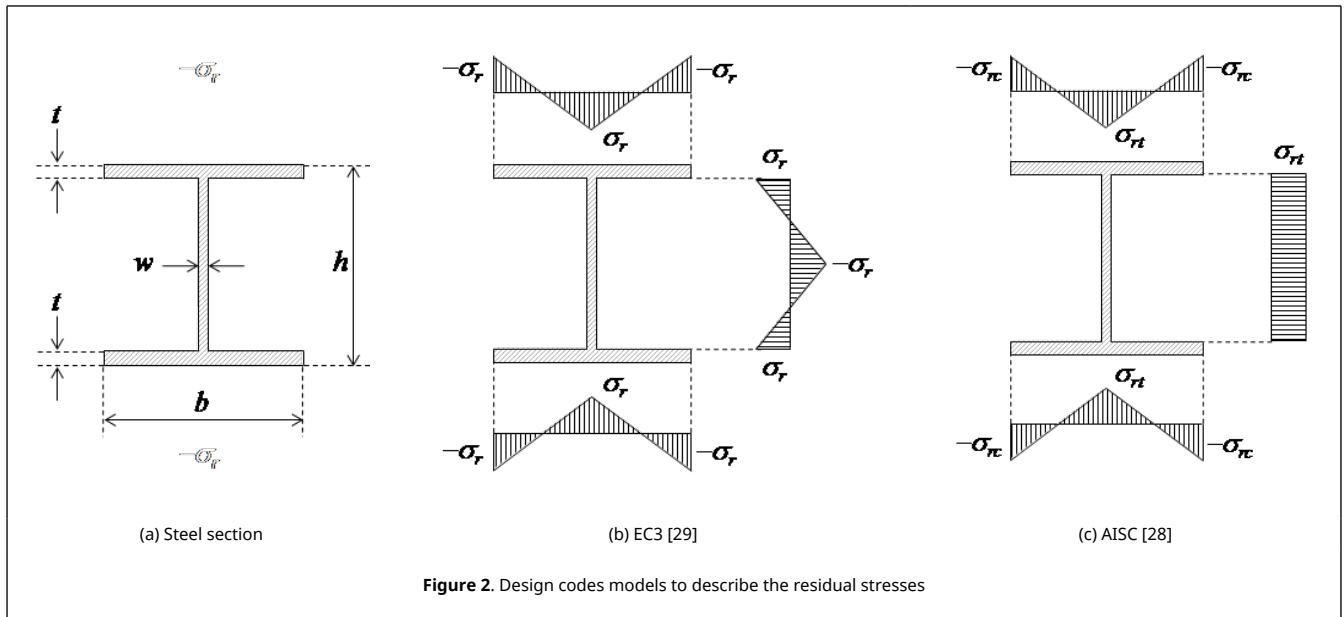 −σr
t
w
h
t
b
−σr
−σr
−σr
σr
σr
−σr
σr
σr
−σr
−σr
−σrc
−σrc
σrt
σrt
σrt
−σrc
−σrc
(a) Steel section
(b) EC3 [29]
(c) AISC [28]
Figure 2. Design codes models to describe the residual stresses